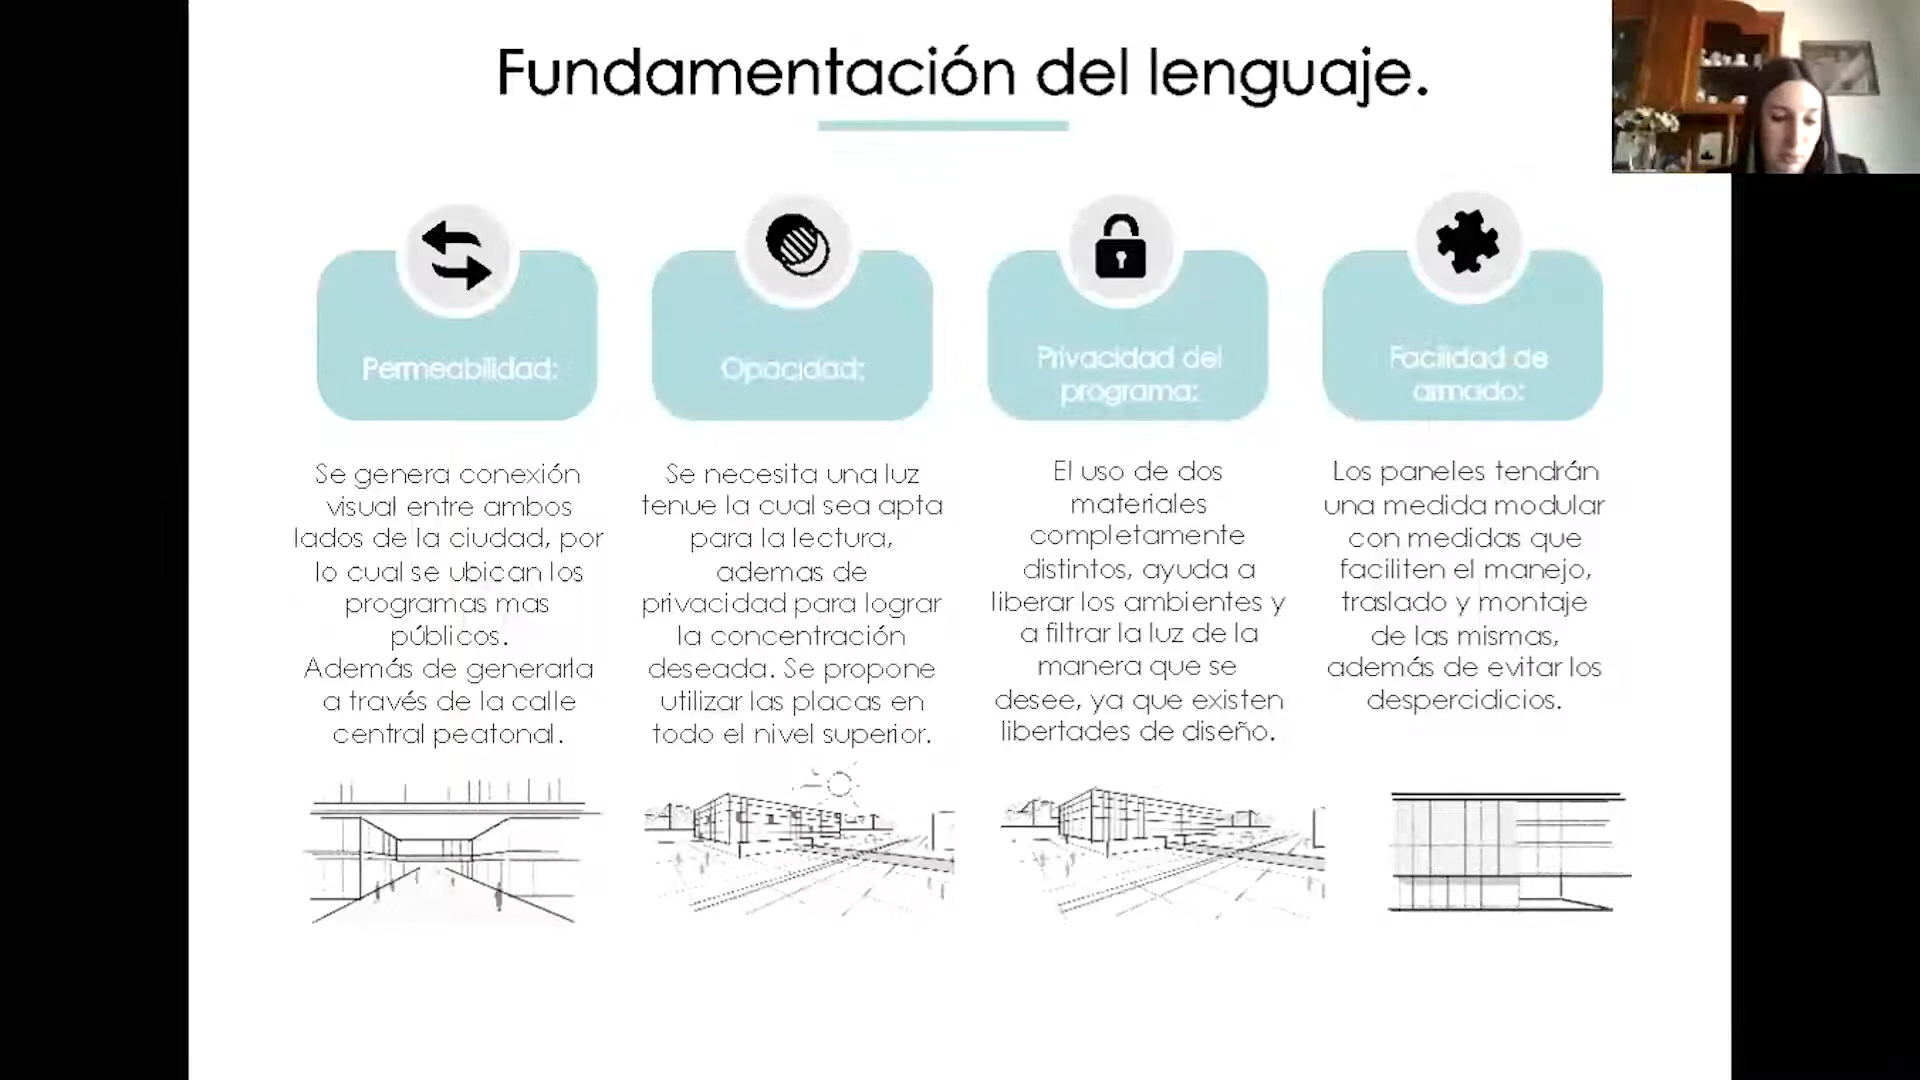 Fundamentación del lenguaje.
Permeabilidad:
Se genera conexión
visual entre ambos
lados de la ciudad, por
lo cual se ubican los
programas mas
públicos.
Además de generarla
a través de la calle
central peatonal.
Opacidad:
Se necesita una luz
tenue la cual sea apta
para la lectura,
ademas de
privacidad para lograr
la concentración
deseada. Se propone
utilizar las placas en
todo el nivel superior.
Privacidad del
programa:
El uso de dos
materiales
completamente
distintos, ayuda a
liberar los ambientes y
a filtrar la luz de la
manera que se
desee, ya que existen
libertades de diseño.
Facilidad de
armado:
Los paneles tendrán
una medida modular
con medidas que
faciliten el manejo,
traslado y montaje
de las mismas,
además de evitar los
despercidicios.